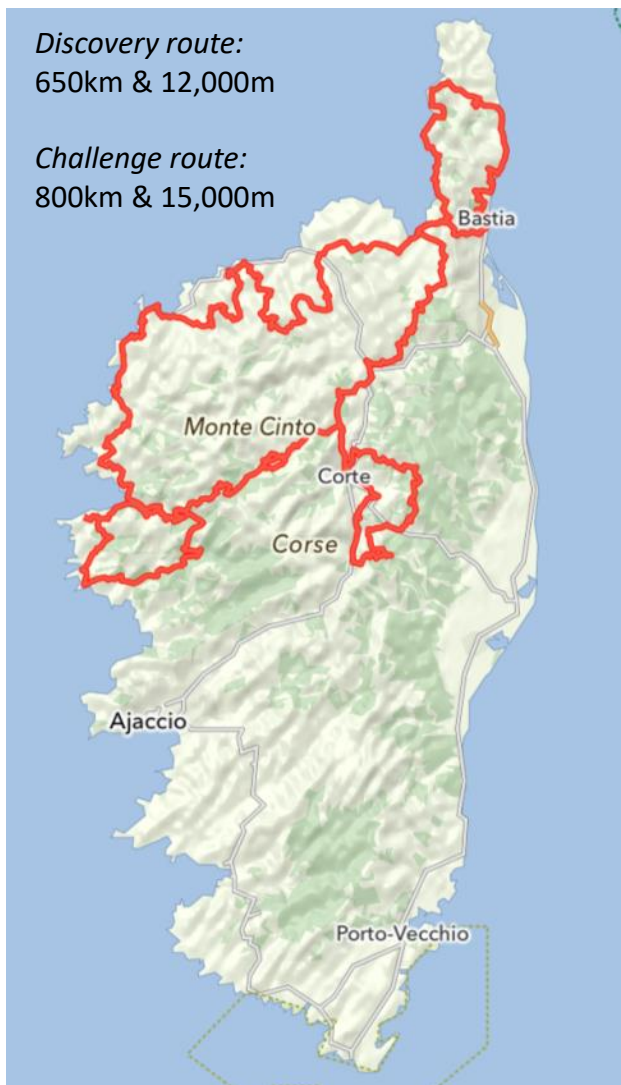 Discovery route:
650km & 12,000m
Challenge route:
800km & 15,000m
Bastia
Monte Cinto
Corte
Corse
Ajaccio
Porto-Vecchio